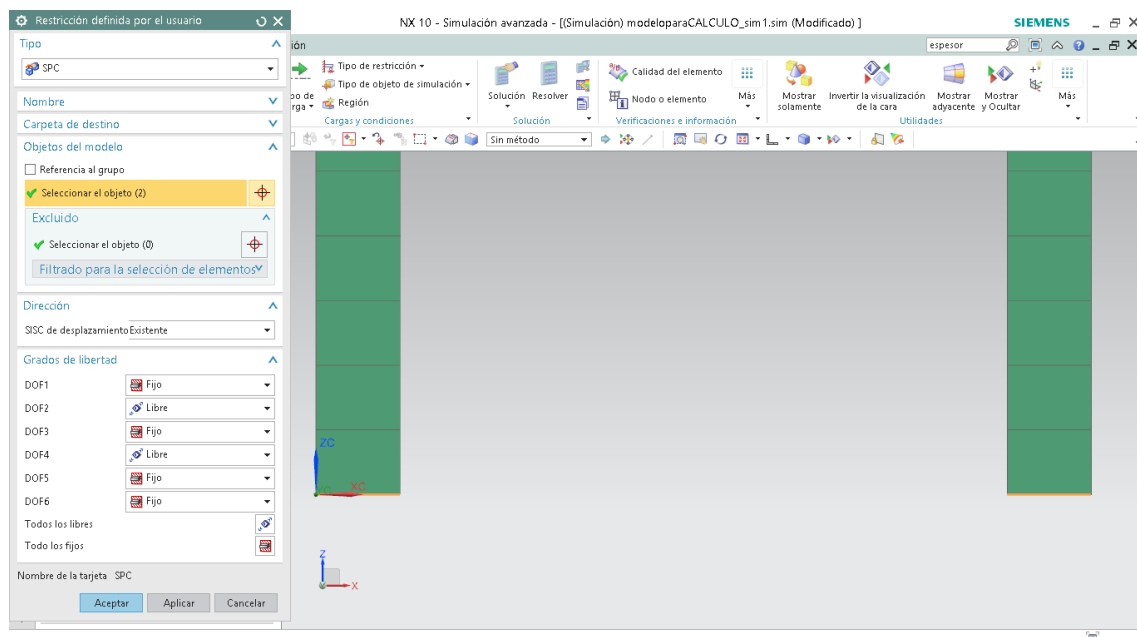 Restricción definida por el usuario
NX 10 - Simulación avanzada - [(Simulación) modeloparaCALCULO_sim1.sim (Modificado) ]
SIEMENS
Tipo
SPC
Nombre
Carpeta de destino
Objetos del modelo
Referencia al grupo
Seleccionar el objeto (2)
Excluido
Seleccionar el objeto (0)
Filtrado para la selección de elementos
Dirección
SISC de desplazamiento Existente
Grados de libertad
DOF1 Fijo
DOF2 Libre
DOF3 Fijo
DOF4 Libre
DOF5 Fijo
DOF6 Fijo
Todos los libres
Todo los fijos
Nombre de la tarjeta SPC
Aceptar Aplicar Cancelar
ión
espesor
Tipo de restricción
Tipo de objeto de simulación
Región
po de
rga
Cargas y condiciones
Solución Resolver
Solución
Calidad del elemento
Nodo o elemento
Más
Verificaciones e información
Mostrar solamente
Invertir la visualización de la cara
Mostrar adyacente
Mostrar y Ocultar
Más
Utilidades
Sin método
ZC
XC
Z
X